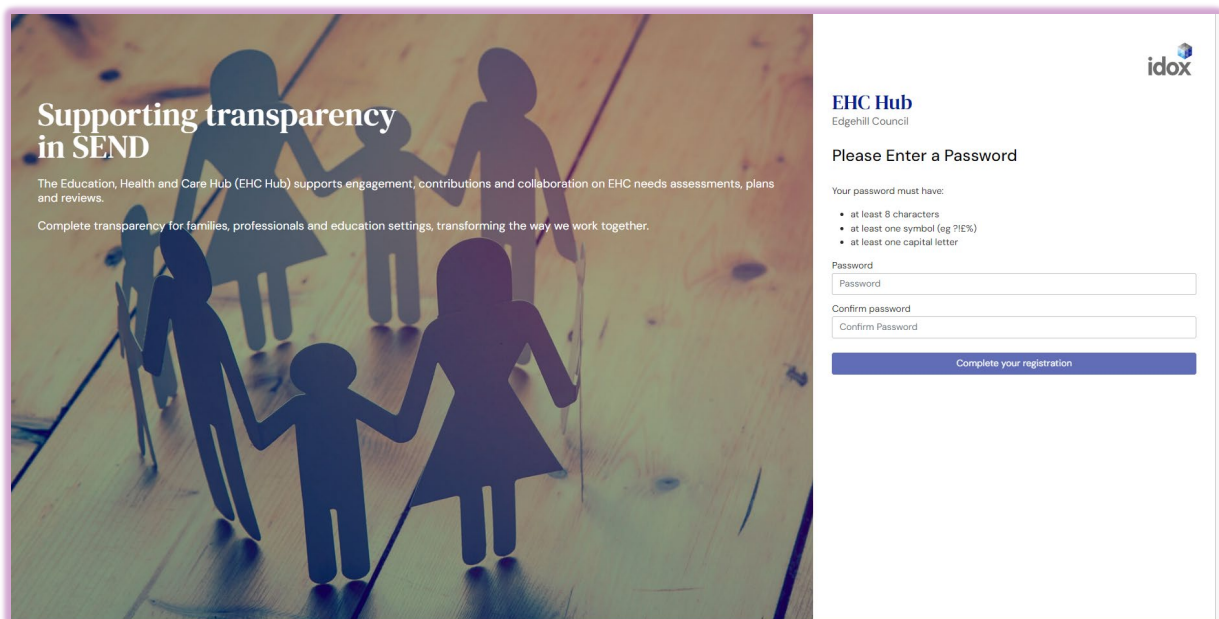 Supporting transparency
in SEND
The Education, Health and Care Hub (EHC Hub) supports engagement, contributions and collaboration on EHC needs assessments, plans
and reviews.
Complete transparency for families, professionals and education settings, transforming the way we work together.
idox
EHC Hub
Edgehill Council
Please Enter a Password
Your password must have:
• at least 8 characters
• at least one symbol (eg ?!£%)
• at least one capital letter
Password
Password
Confirm password
Confirm Password
Complete your registration